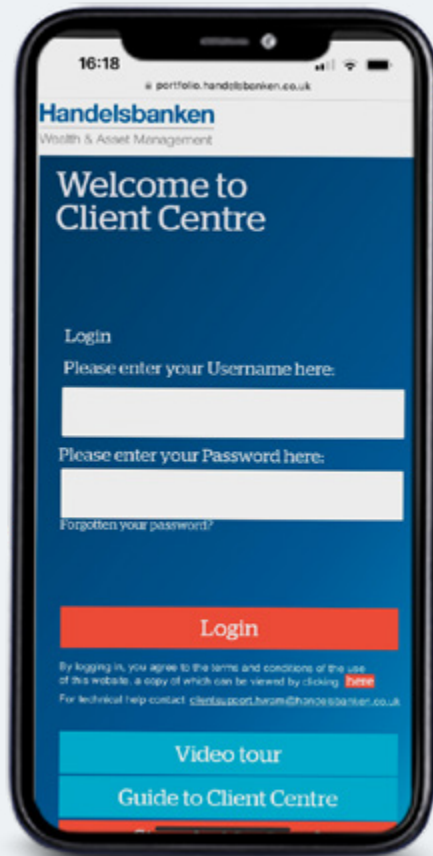 16:18
portfolio.handelsbanken.co.uk
Handelsbanken
Wealth & Asset Management
Welcome to
Client Centre
Login
Please enter your Username here:
Please enter your Password here:
Forgotten your password?
Login
By logging in, you agree to the terms and conditions of the use
of this website, a copy of which can be viewed by clicking here
For technical help contact clientsupport.hwam@handelsbanken.co.uk
Video tour
Guide to Client Centre